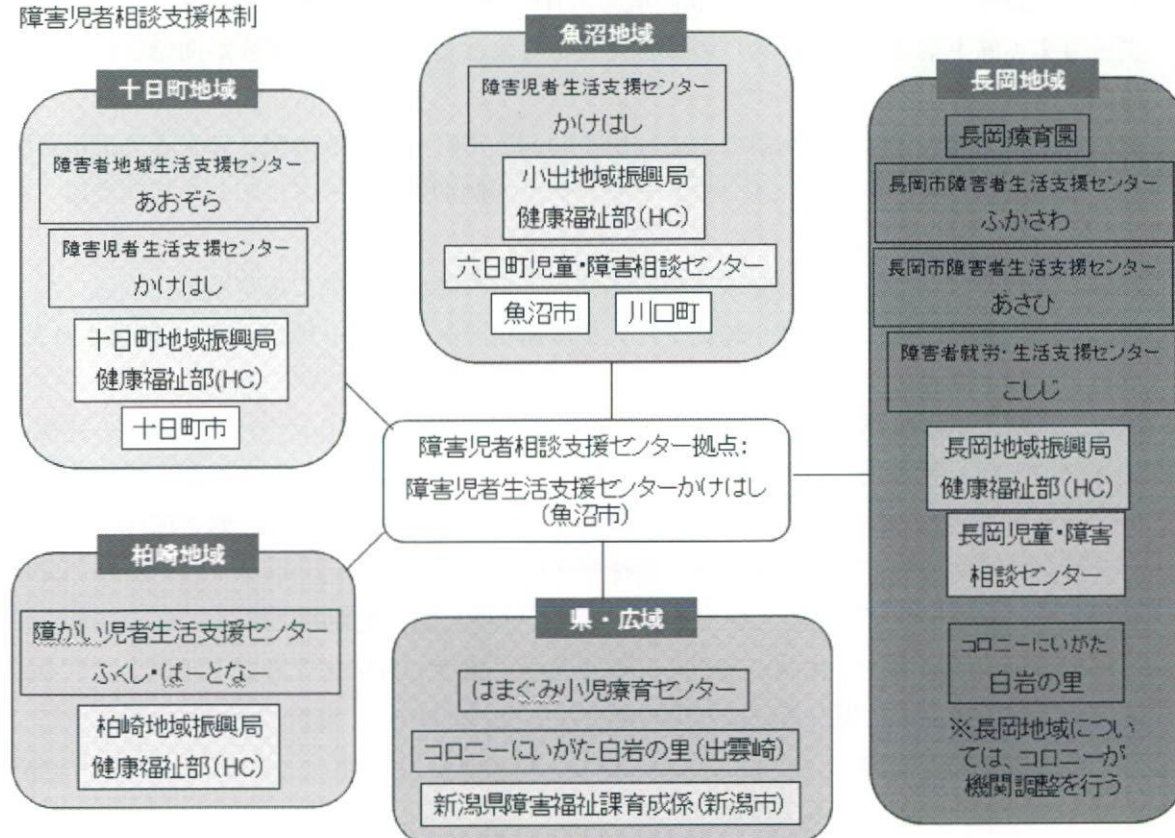 障害児者相談支援体制
十日町地域
障害者地域生活支援センター
あおぞら
障害児者生活支援センター
かけはし
十日町地域振興局
健康福祉部(HC)
十日町市
魚沼地域
障害児者生活支援センター
かけはし
小出地域振興局
健康福祉部(HC)
六日町児童・障害相談センター
魚沼市
川口町
長岡地域
長岡療育園
長岡市障害者生活支援センター
ふかさわ
長岡市障害者生活支援センター
あさひ
障害者就労・生活支援センター
こしじ
長岡地域振興局
健康福祉部(HC)
長岡児童・障害
相談センター
コロニーにいがた
白岩の里
※長岡地域につい
ては、コロニーが
機関調整を行う
障害児者相談支援センター拠点:
障害児者生活支援センターかけはし
(魚沼市)
柏崎地域
障がい児者生活支援センター
ふくし・ぱーとなー
柏崎地域振興局
健康福祉部(HC)
県・広域
はまぐみ小児療育センター
コロニーにいがた白岩の里(出雲崎)
新潟県障害福祉課育成係(新潟市)